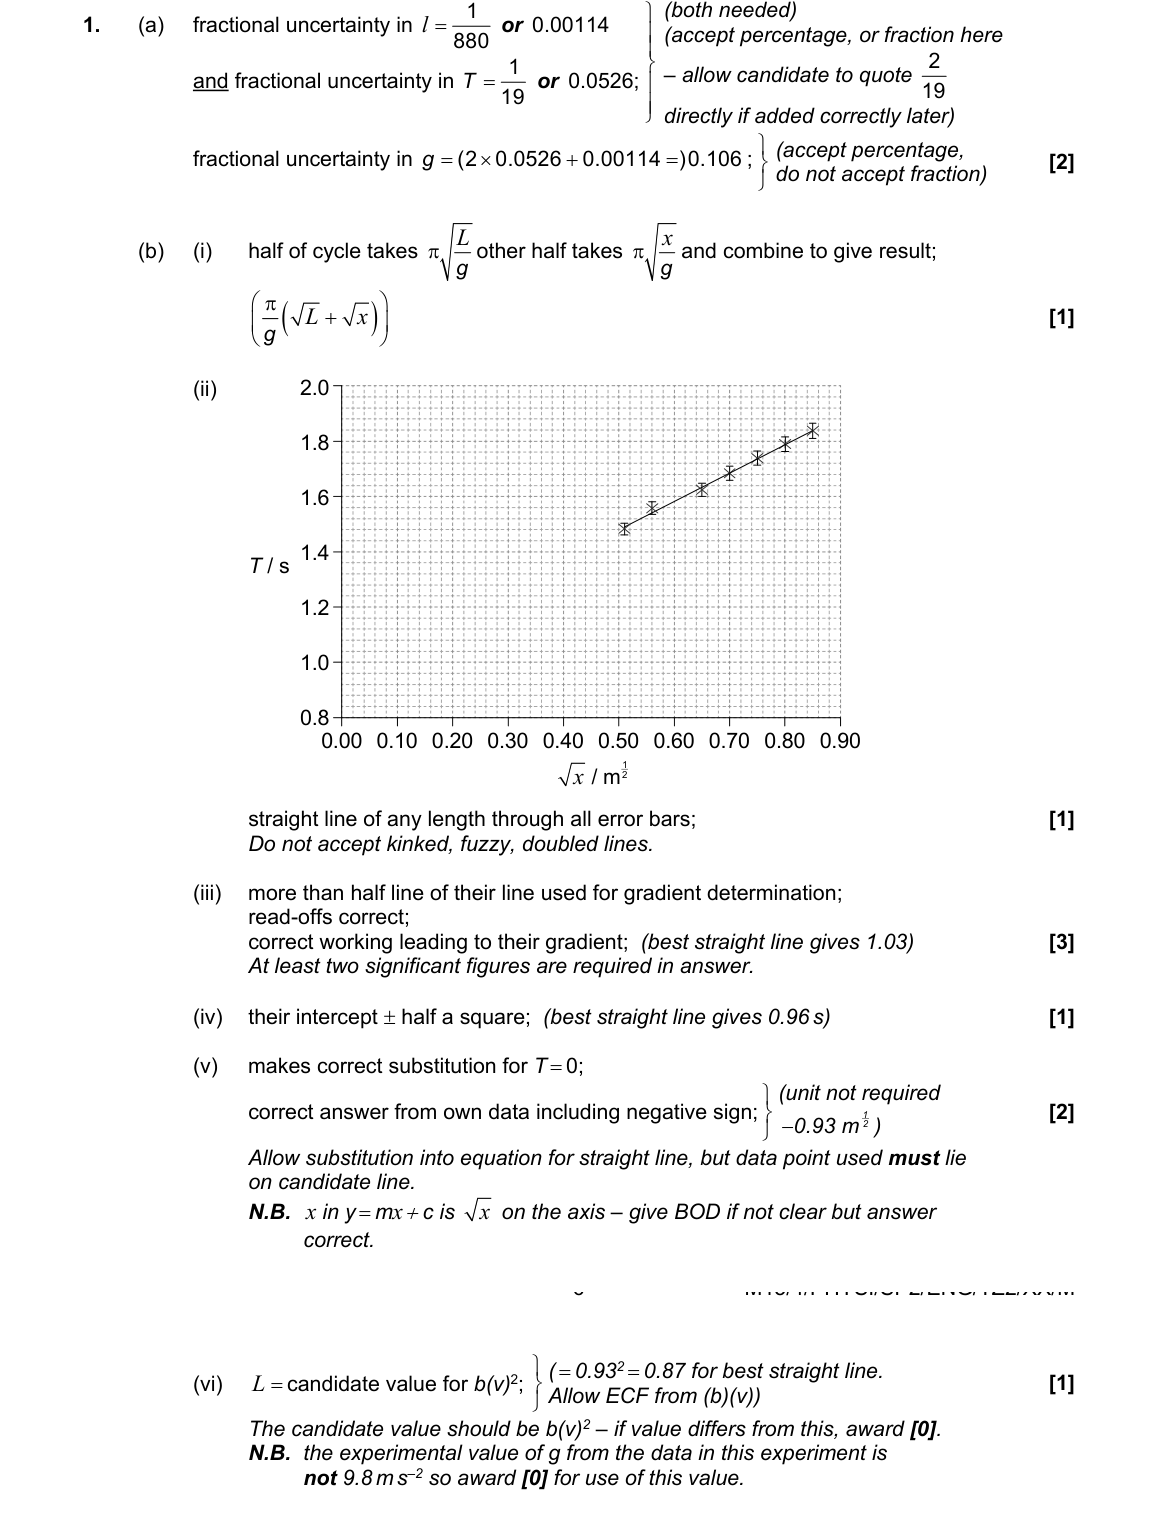 1. (a) fractional uncertainty in l = 1/880 or 0.00114 (both needed)
(accept percentage, or fraction here
and fractional uncertainty in T = 1/19 or 0.0526; – allow candidate to quote 2/19
directly if added correctly later)
fractional uncertainty in g = (2 × 0.0526 + 0.00114 =) 0.106 ; (accept percentage,
do not accept fraction) [2]
(b) (i) half of cycle takes π√(L/g) other half takes π√(x/g) and combine to give result;
(π/g (√L + √x)) [1]
(ii) 2.0
1.8
1.6
1.4
T / s
1.2
1.0
0.8
0.00 0.10 0.20 0.30 0.40 0.50 0.60 0.70 0.80 0.90
√x / m^(1/2)
straight line of any length through all error bars; [1]
Do not accept kinked, fuzzy, doubled lines.
(iii) more than half line of their line used for gradient determination;
read-offs correct;
correct working leading to their gradient; (best straight line gives 1.03) [3]
At least two significant figures are required in answer.
(iv) their intercept ± half a square; (best straight line gives 0.96 s) [1]
(v) makes correct substitution for T = 0;
correct answer from own data including negative sign; (unit not required
−0.93 m^(1/2)) [2]
Allow substitution into equation for straight line, but data point used must lie
on candidate line.
N.B. x in y = mx + c is √x on the axis – give BOD if not clear but answer
correct.
(vi) L = candidate value for b(v)²; (= 0.93² = 0.87 for best straight line.
Allow ECF from (b)(v)) [1]
The candidate value should be b(v)² – if value differs from this, award [0].
N.B. the experimental value of g from the data in this experiment is
not 9.8 m s⁻² so award [0] for use of this value.